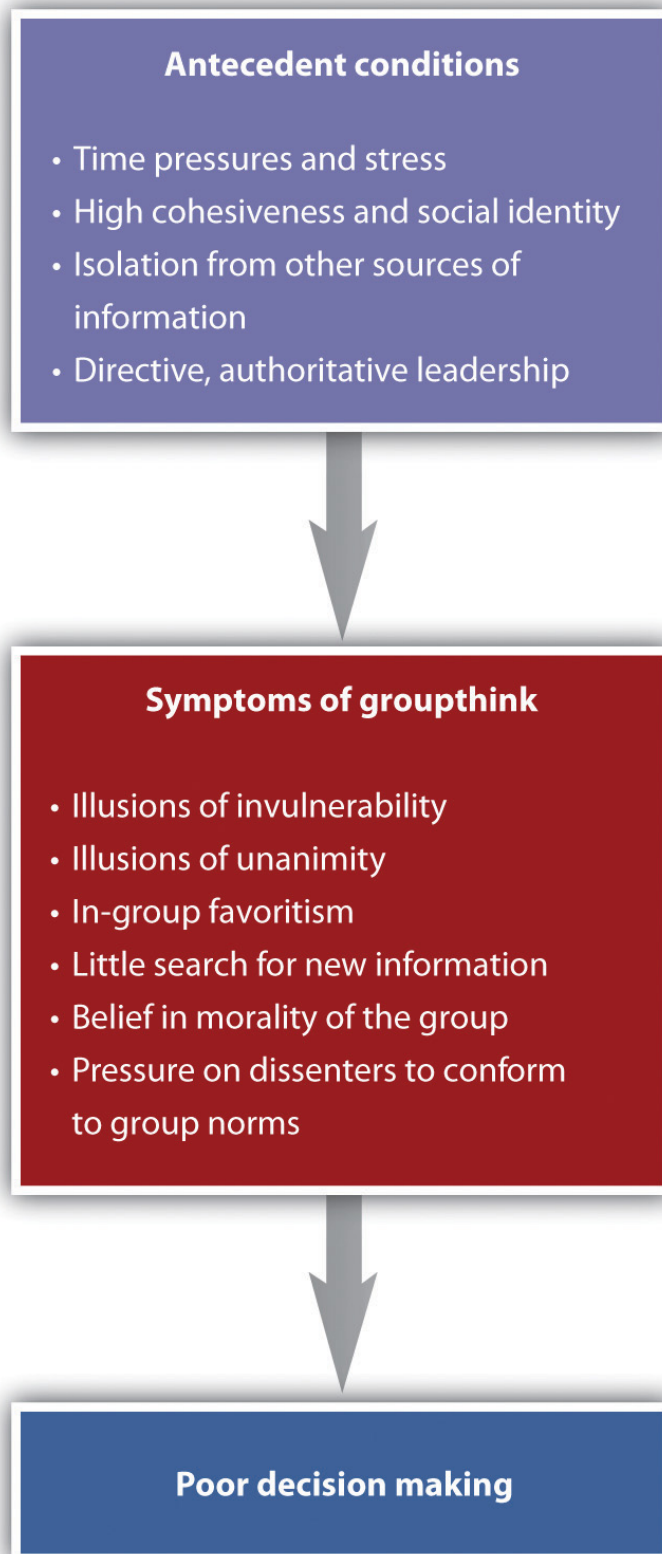 Antecedent conditions
• Time pressures and stress
• High cohesiveness and social identity
• Isolation from other sources of
information
• Directive, authoritative leadership
Symptoms of groupthink
• Illusions of invulnerability
• Illusions of unanimity
• In-group favoritism
• Little search for new information
• Belief in morality of the group
• Pressure on dissenters to conform
to group norms
Poor decision making